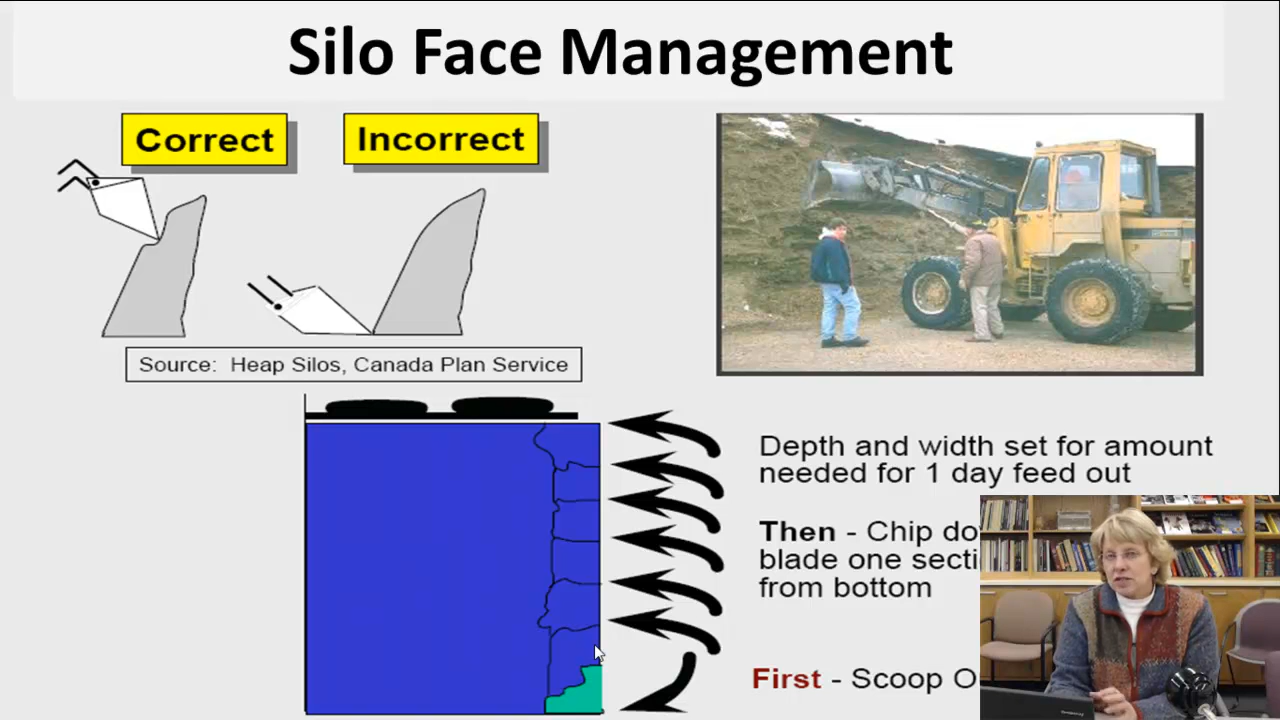 Silo Face Management
Correct
Incorrect
Source: Heap Silos, Canada Plan Service
Depth and width set for amount
needed for 1 day feed out
Then - Chip do
blade one secti
from bottom
First - Scoop O